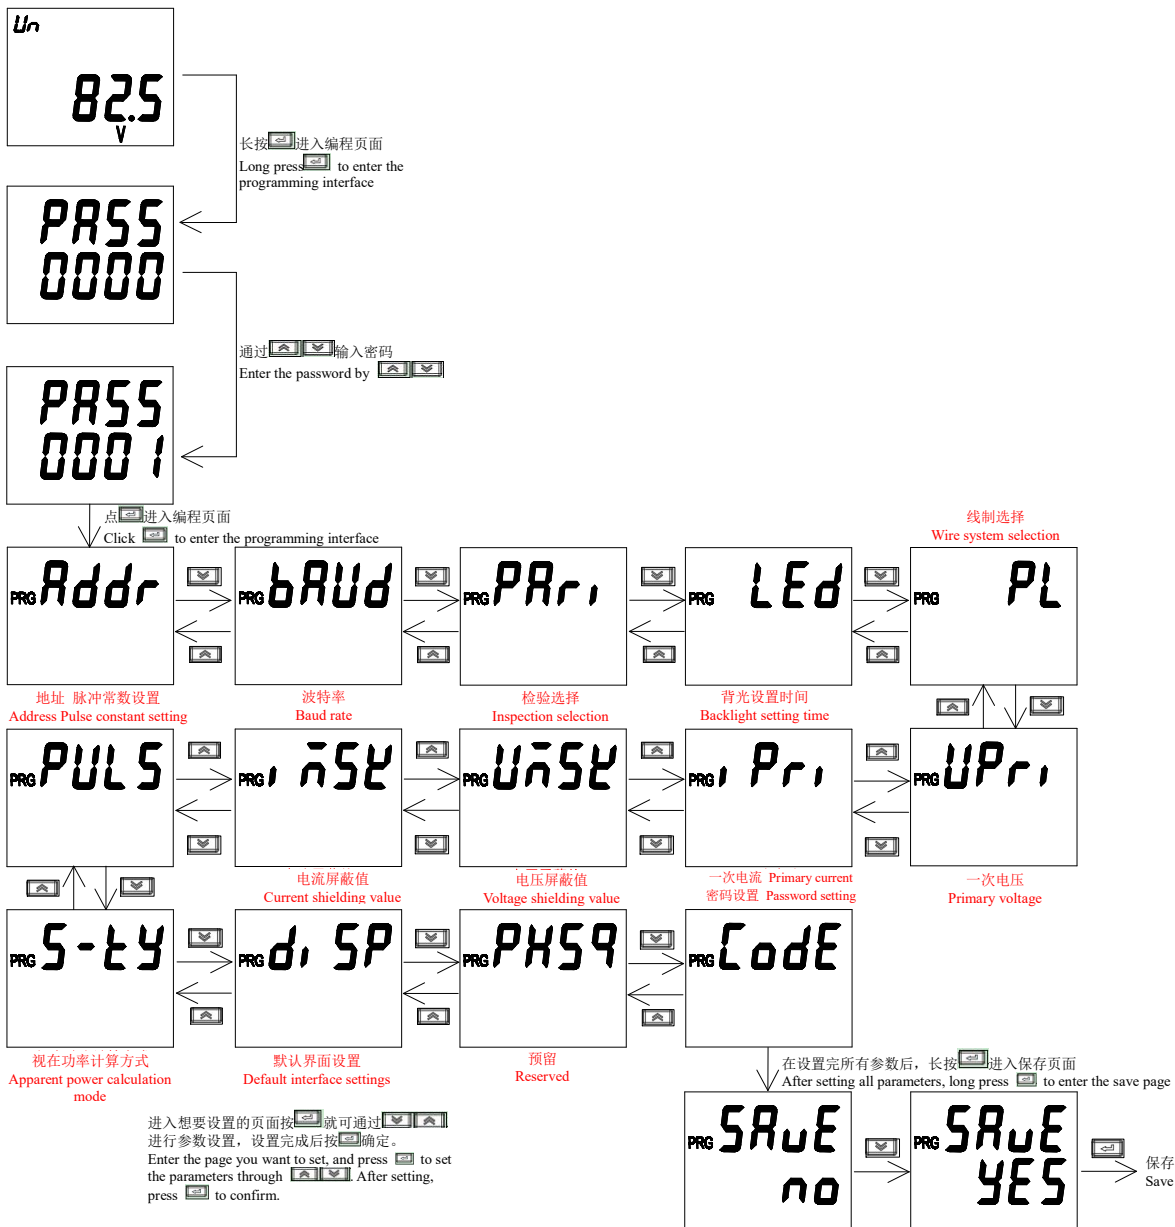 Un
82.5
V
长按进入编程页面
Long press to enter the
programming interface
PASS
0000
通过输入密码
Enter the password by
PASS
0001
点进入编程页面
Click to enter the programming interface
线制选择
Wire system selection
PRG Addr
PRG bAUd
PRG PAri
PRG LEd
PRG PL
地址 脉冲常数设置
Address Pulse constant setting
波特率
Baud rate
检验选择
Inspection selection
背光设置时间
Backlight setting time
PRG PULS
PRG
PRG
PRG i Pri
PRG UPri
电流屏蔽值
Current shielding value
电压屏蔽值
Voltage shielding value
一次电流 Primary current
密码设置 Password setting
一次电压
Primary voltage
PRG S-tY
PRG di SP
PRG PHSq
PRG CodE
视在功率计算方式
Apparent power calculation
mode
默认界面设置
Default interface settings
预留
Reserved
在设置完所有参数后，长按进入保存页面
After setting all parameters, long press to enter the save page
进入想要设置的页面按就可通过
进行参数设置，设置完成后按确定。
Enter the page you want to set, and press to set
the parameters through . After setting,
press to confirm.
PRG SAvE
no
PRG SAvE
YES
保存
Save